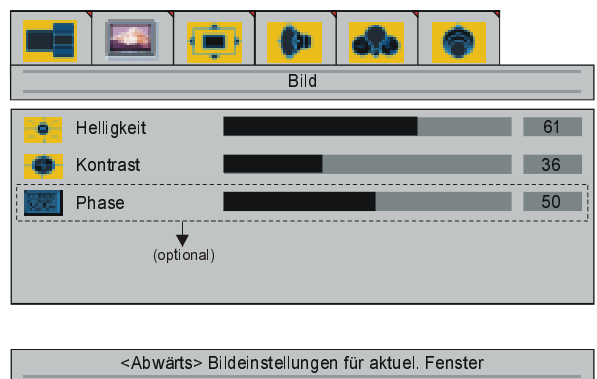 Bild
Helligkeit 61
Kontrast 36
Phase 50
(optional)
<Abwärts> Bildeinstellungen für aktuel. Fenster